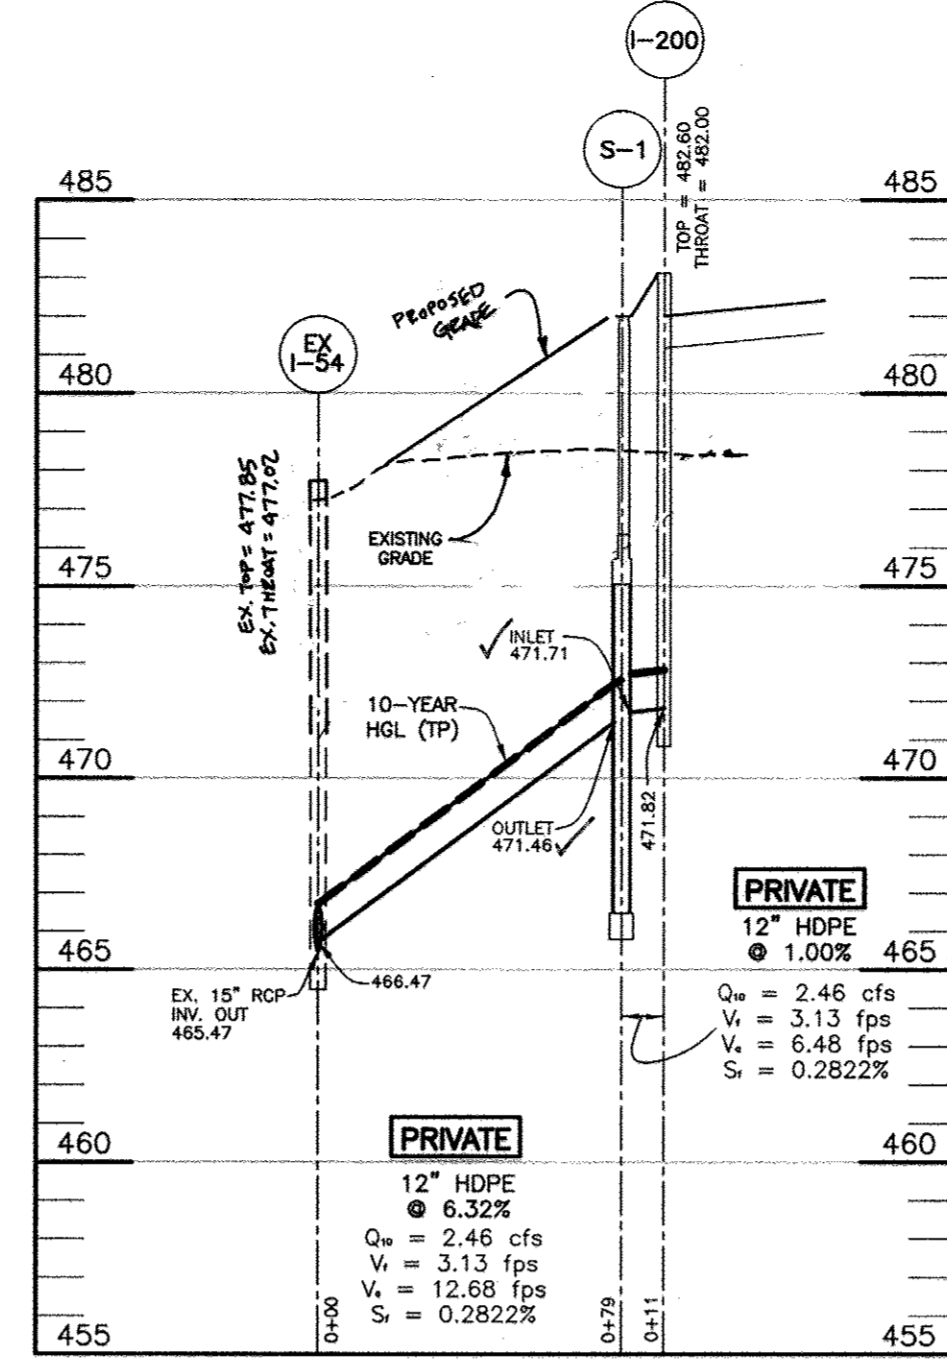 I-200
S-1
TOP = 482.60
THROAT = 482.00
485
485
PROPOSED
GRADE
EX
I-54
480
480
EX. TOP = 477.85
EX. THROAT = 477.02
EXISTING
GRADE
475
475
INLET
471.71
10-YEAR
HGL (TP)
470
470
OUTLET
471.46
471.82
PRIVATE
12" HDPE
@ 1.00%
465
465
EX. 15" RCP
INV. OUT
465.47
466.47
Q₁₀ = 2.46 cfs
Vf = 3.13 fps
Va = 6.48 fps
Sf = 0.2822%
460
460
PRIVATE
12" HDPE
@ 6.32%
Q₁₀ = 2.46 cfs
Vf = 3.13 fps
Va = 12.68 fps
Sf = 0.2822%
0+00
0+79
0+11
455
455